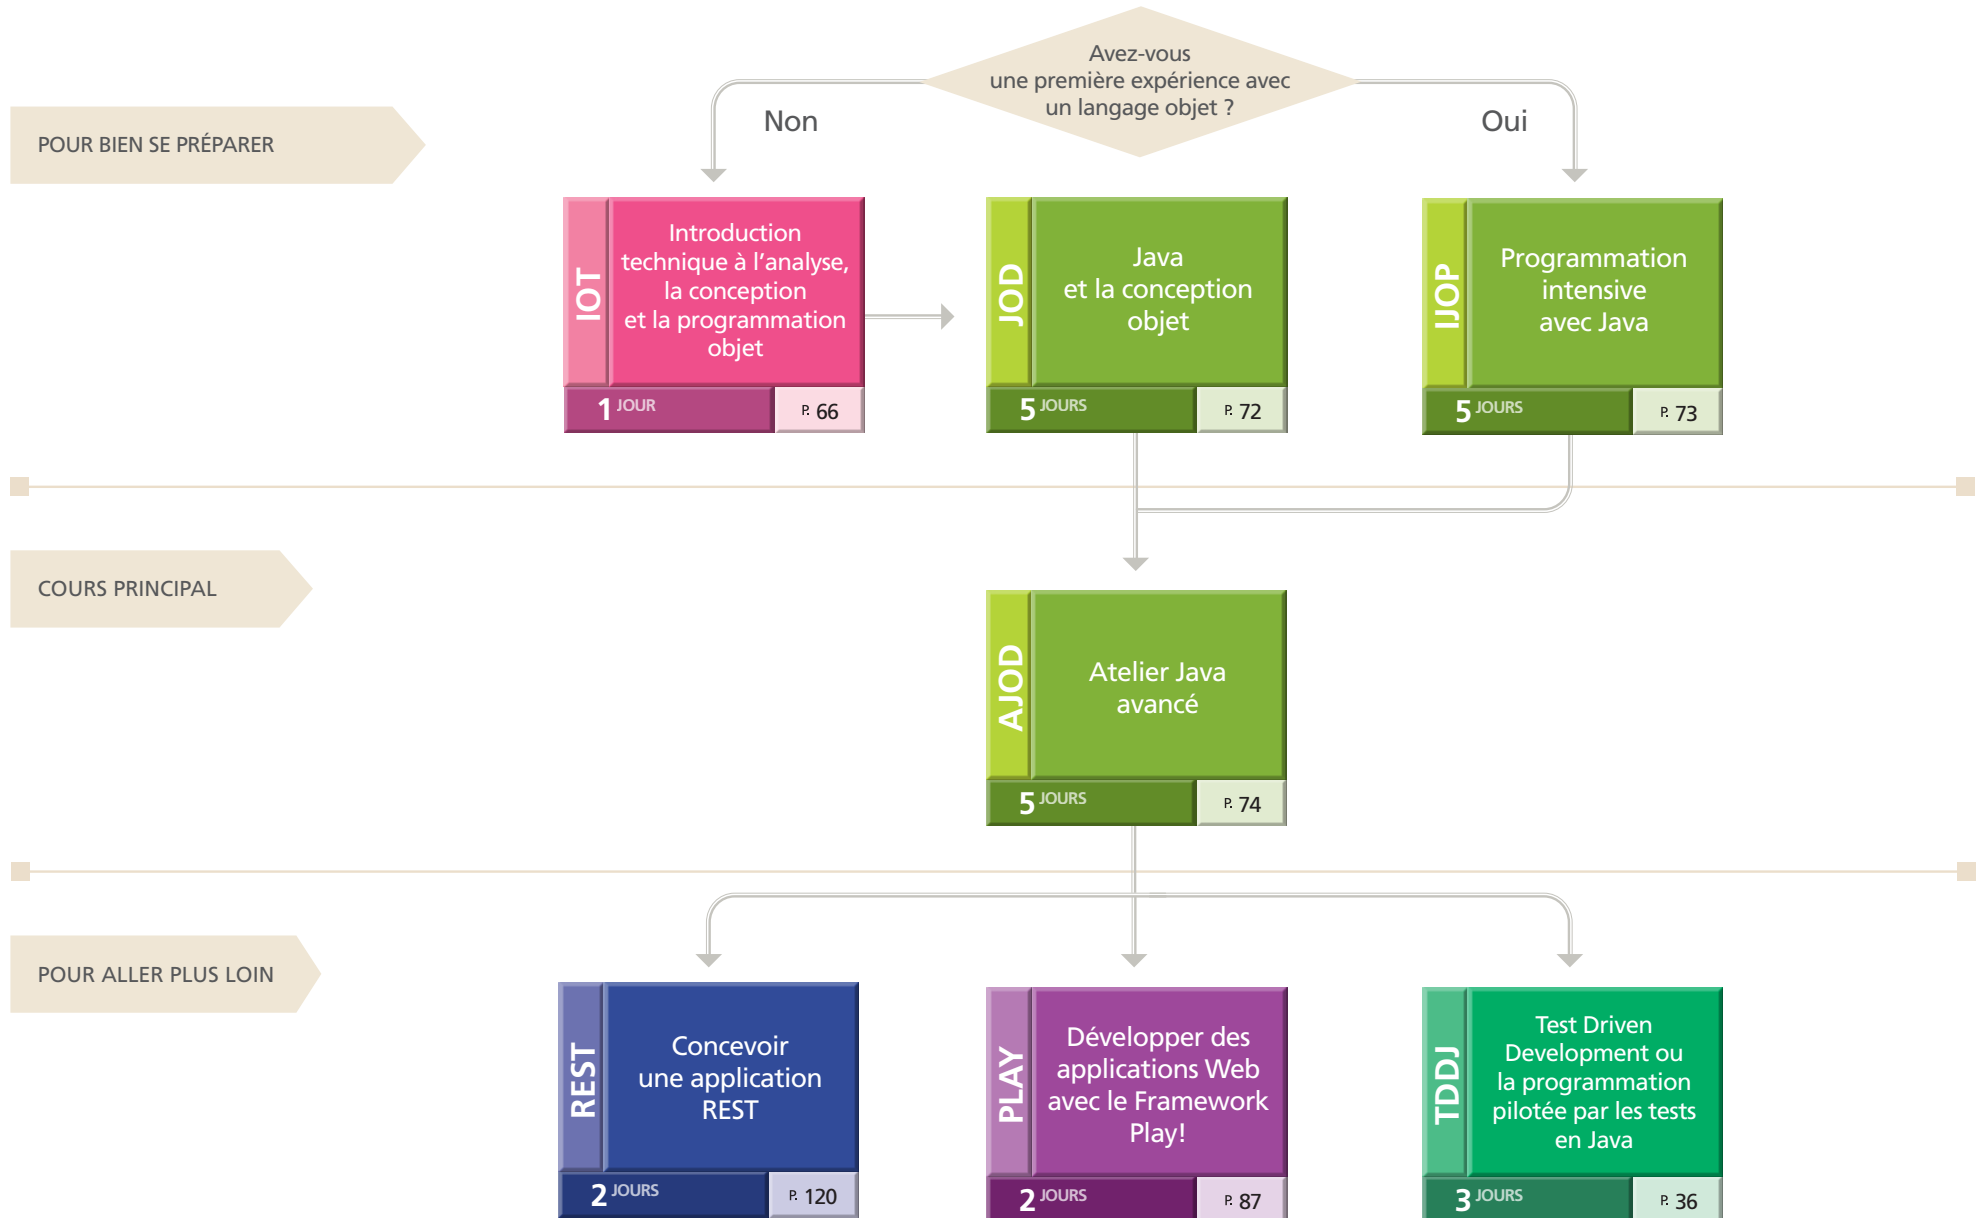 Avez-vous
une première expérience avec
un langage objet ?
Non
Oui
POUR BIEN SE PRÉPARER
IOT
Introduction
technique à l'analyse,
la conception
et la programmation
objet
1 JOUR
P. 66
JOD
Java
et la conception
objet
5 JOURS
P. 72
IJOP
Programmation
intensive
avec Java
5 JOURS
P. 73
COURS PRINCIPAL
AJOD
Atelier Java
avancé
5 JOURS
P. 74
POUR ALLER PLUS LOIN
REST
Concevoir
une application
REST
2 JOURS
P. 120
PLAY
Développer des
applications Web
avec le Framework
Play!
2 JOURS
P. 87
TDDJ
Test Driven
Development ou
la programmation
pilotée par les tests
en Java
3 JOURS
P. 36